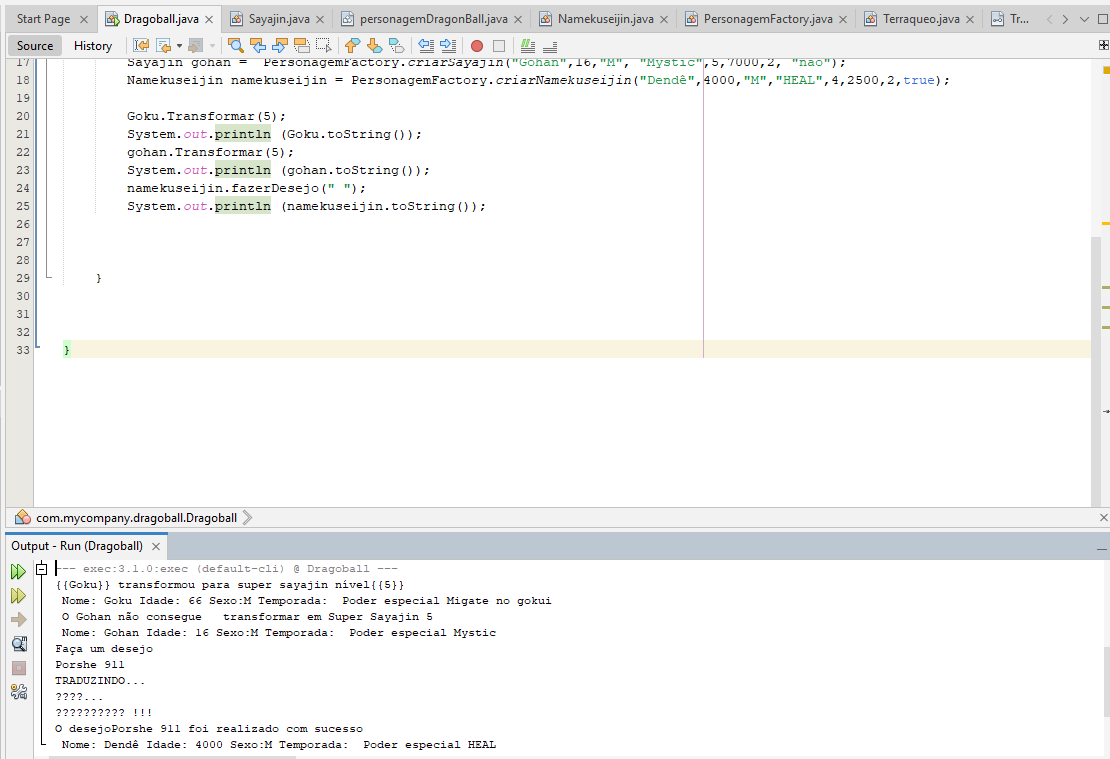 Start Page
Dragoball.java
Sayajin.java
personagemDragonBall.java
Namekuseijin.java
PersonagemFactory.java
Terraqueo.java
Tr...
Source
History
17 Sayajin gohan =  PersonagemFactory.criarSayajin("Gohan",16,"M", "Mystic",5,7000,2, "nao");
18 Namekuseijin namekuseijin = PersonagemFactory.criarNamekuseijin("Dendê",4000,"M","HEAL",4,2500,2,true);
19
20 Goku.Transformar(5);
21 System.out.println (Goku.toString());
22 gohan.Transformar(5);
23 System.out.println (gohan.toString());
24 namekuseijin.fazerDesejo(" ");
25 System.out.println (namekuseijin.toString());
26
27
28
29 }
30
31
32
33 }
com.mycompany.dragoball.Dragoball
Output - Run (Dragoball)
--- exec:3.1.0:exec (default-cli) @ Dragoball ---
{{Goku}} transformou para super sayajin nível{{5}}
Nome: Goku Idade: 66 Sexo:M Temporada:  Poder especial Migate no gokui
O Gohan não consegue   transformar em Super Sayajin 5
Nome: Gohan Idade: 16 Sexo:M Temporada:  Poder especial Mystic
Faça um desejo
Porshe 911
TRADUZINDO...
????...
?????????? !!!
O desejoPorshe 911 foi realizado com sucesso
Nome: Dendê Idade: 4000 Sexo:M Temporada:  Poder especial HEAL